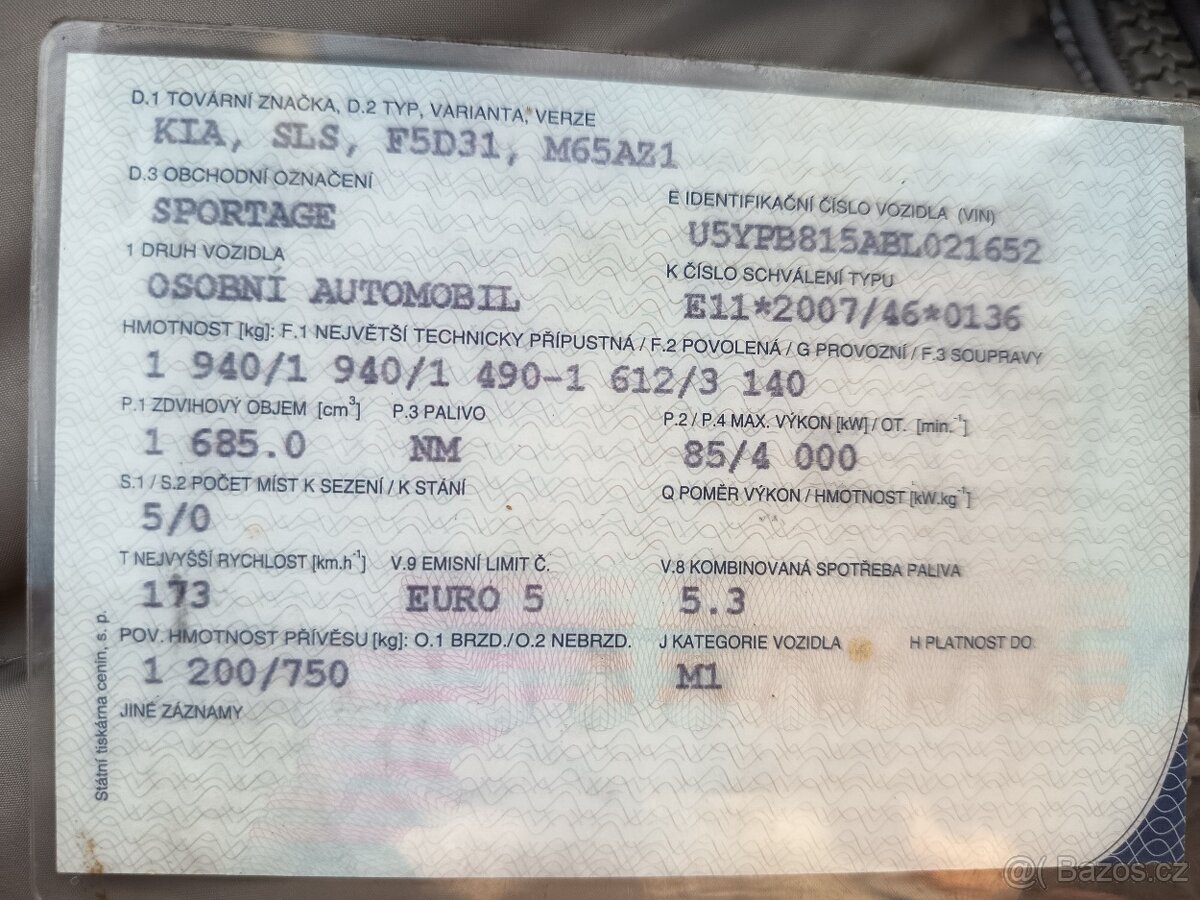 D.1 TOVÁRNÍ ZNAČKA, D.2 TYP, VARIANTA, VERZE
KIA, SLS, F5D31, M65AZ1
D.3 OBCHODNÍ OZNAČENÍ
SPORTAGE
E IDENTIFIKAČNÍ ČÍSLO VOZIDLA (VIN)
U5YPB815ABL021652
1 DRUH VOZIDLA
OSOBNÍ AUTOMOBIL
K ČÍSLO SCHVÁLENÍ TYPU
E11*2007/46*0136
HMOTNOST [kg]: F.1 NEJVĚTŠÍ TECHNICKY PŘÍPUSTNÁ / F.2 POVOLENÁ / G PROVOZNÍ / F.3 SOUPRAVY
1 940/1 940/1 490-1 612/3 140
P.1 ZDVIHOVÝ OBJEM [cm³] P.3 PALIVO P.2 / P.4 MAX. VÝKON [kW] / OT. [min.⁻¹]
1 685.0 NM 85/4 000
S.1 / S.2 POČET MÍST K SEZENÍ / K STÁNÍ Q POMĚR VÝKON / HMOTNOST [kW.kg⁻¹]
5/0
T NEJVYŠŠÍ RYCHLOST [km.h⁻¹] V.9 EMISNÍ LIMIT Č. V.8 KOMBINOVANÁ SPOTŘEBA PALIVA
173 EURO 5 5.3
POV. HMOTNOST PŘÍVĚSU [kg]: O.1 BRZD./O.2 NEBRZD. J KATEGORIE VOZIDLA H PLATNOST DO
1 200/750 M1
JINÉ ZÁZNAMY
Státní tiskárna cenin, s. p.
@( Bazos.cz